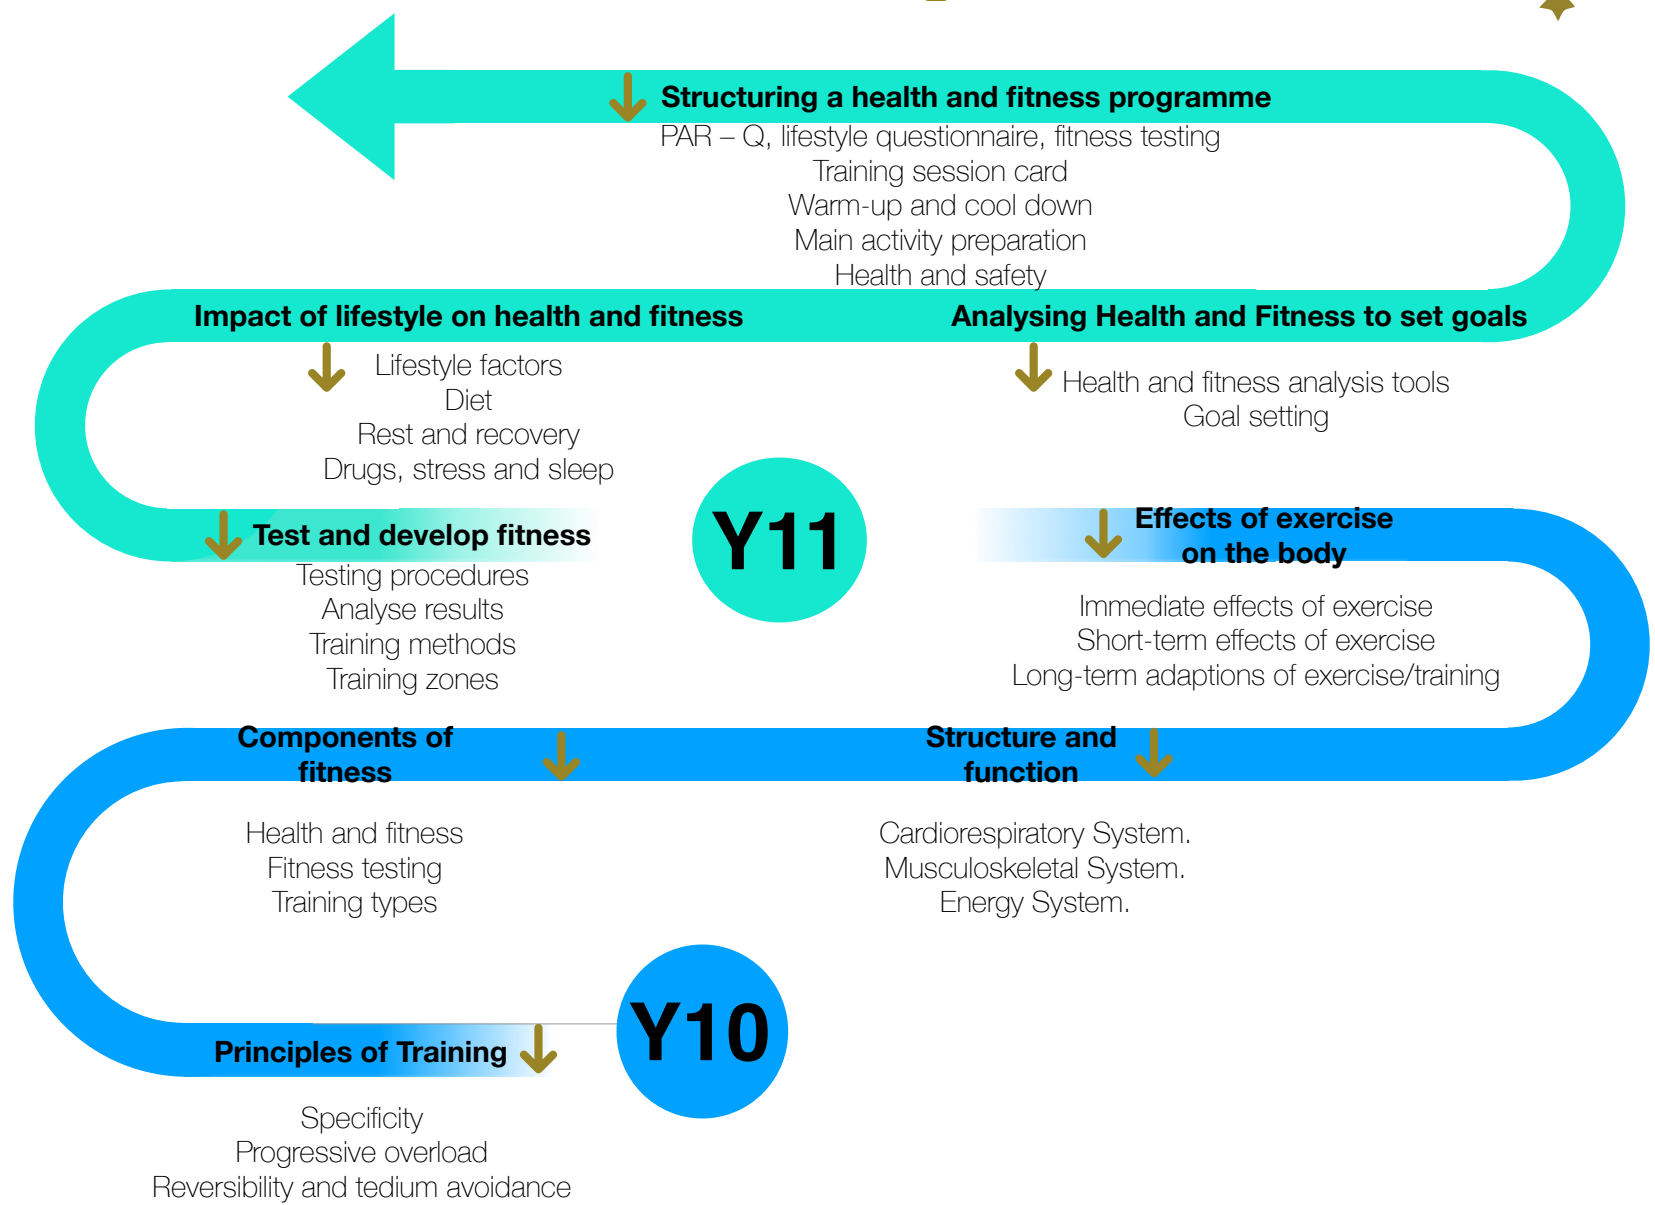 Structuring a health and fitness programme
PAR – Q, lifestyle questionnaire, fitness testing
Training session card
Warm-up and cool down
Main activity preparation
Health and safety
Impact of lifestyle on health and fitness
Lifestyle factors
Diet
Rest and recovery
Drugs, stress and sleep
Analysing Health and Fitness to set goals
Health and fitness analysis tools
Goal setting
Test and develop fitness
Testing procedures
Analyse results
Training methods
Training zones
Y11
Effects of exercise
on the body
Immediate effects of exercise
Short-term effects of exercise
Long-term adaptions of exercise/training
Components of
fitness
Health and fitness
Fitness testing
Training types
Structure and
function
Cardiorespiratory System.
Musculoskeletal System.
Energy System.
Y10
Principles of Training
Specificity
Progressive overload
Reversibility and tedium avoidance